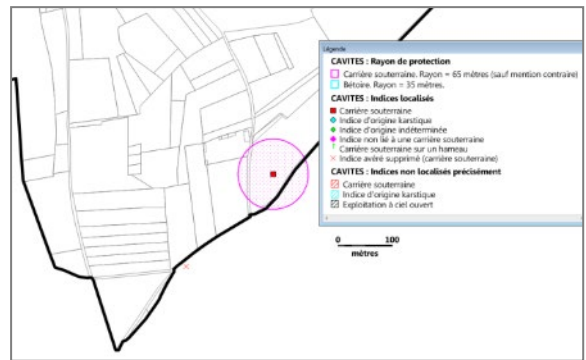 Légende
CAVITES : Rayon de protection
Carrière souterraine. Rayon = 65 mètres (sauf mention contraire)
Bétoire. Rayon = 35 mètres.
CAVITES : Indices localisés
Carrière souterraine
Indice d'origine karstique
Indice d'origine indéterminée
Indice non lié à une carrière souterraine
Carrière souterraine sur un hameau
Indice avéré supprimé (carrière souterraine)
CAVITES : Indices non localisés précisément
Carrière souterraine
Indice d'origine karstique
Exploitation à ciel ouvert
0 100
mètres